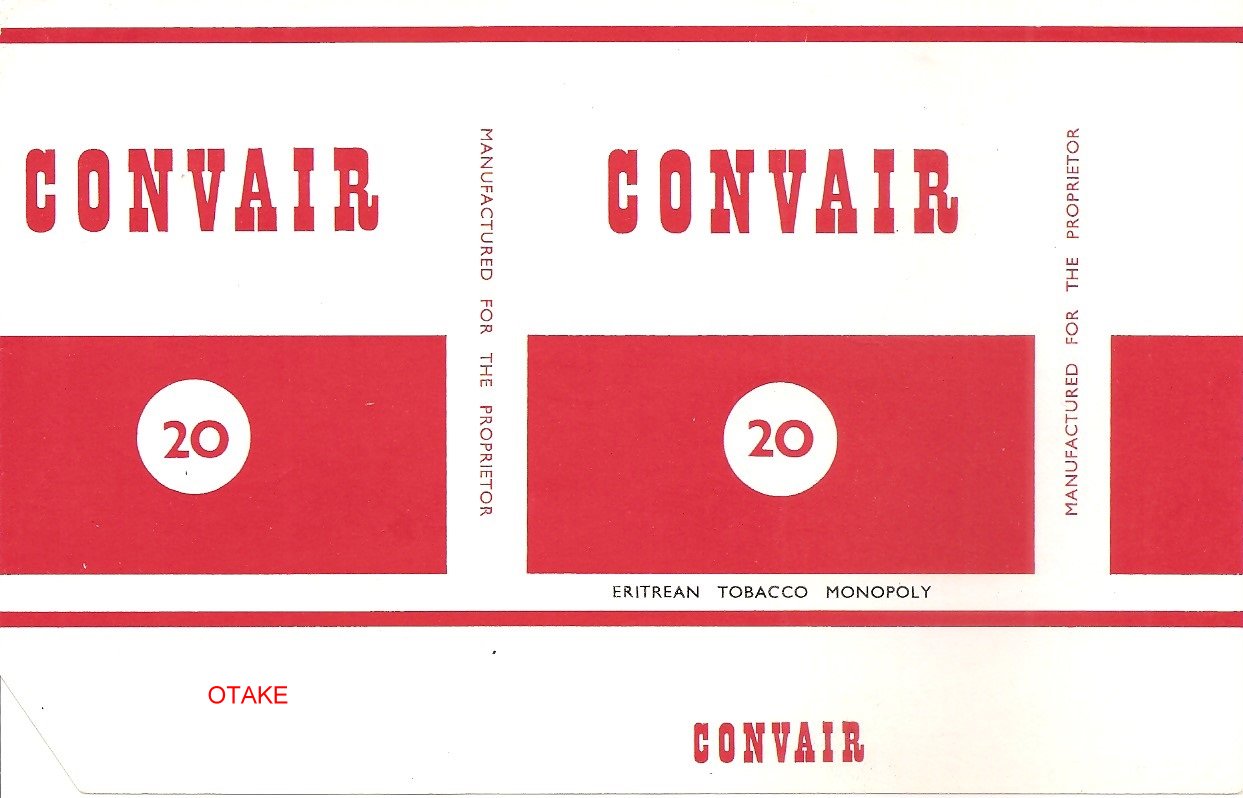 CONVAIR
MANUFACTURED FOR THE PROPRIETOR
CONVAIR
MANUFACTURED FOR THE PROPRIETOR
20
20
ERITREAN TOBACCO MONOPOLY
OTAKE
CONVAIR